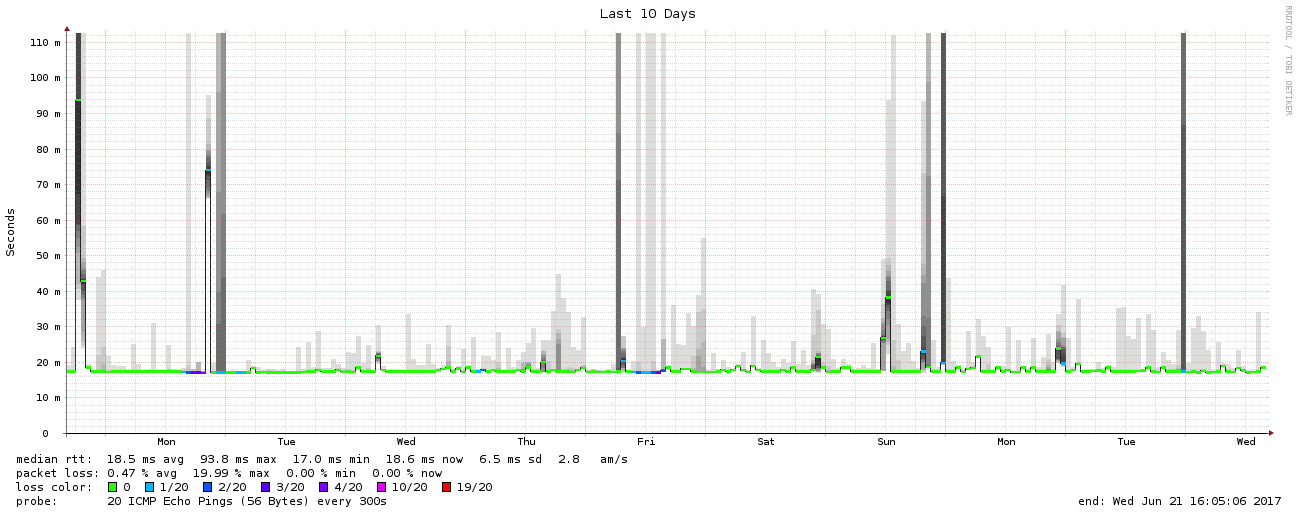 Last 10 Days
RRDTOOL / TOBI OETIKER
Seconds
110 m
100 m
90 m
80 m
70 m
60 m
50 m
40 m
30 m
20 m
10 m
0
Mon Tue Wed Thu Fri Sat Sun Mon Tue Wed
median rtt: 18.5 ms avg 93.8 ms max 17.0 ms min 18.6 ms now 6.5 ms sd 2.8 am/s
packet loss: 0.47 % avg 19.99 % max 0.00 % min 0.00 % now
loss color: 0 1/20 2/20 3/20 4/20 10/20 19/20
probe: 20 ICMP Echo Pings (56 Bytes) every 300s end: Wed Jun 21 16:05:06 2017